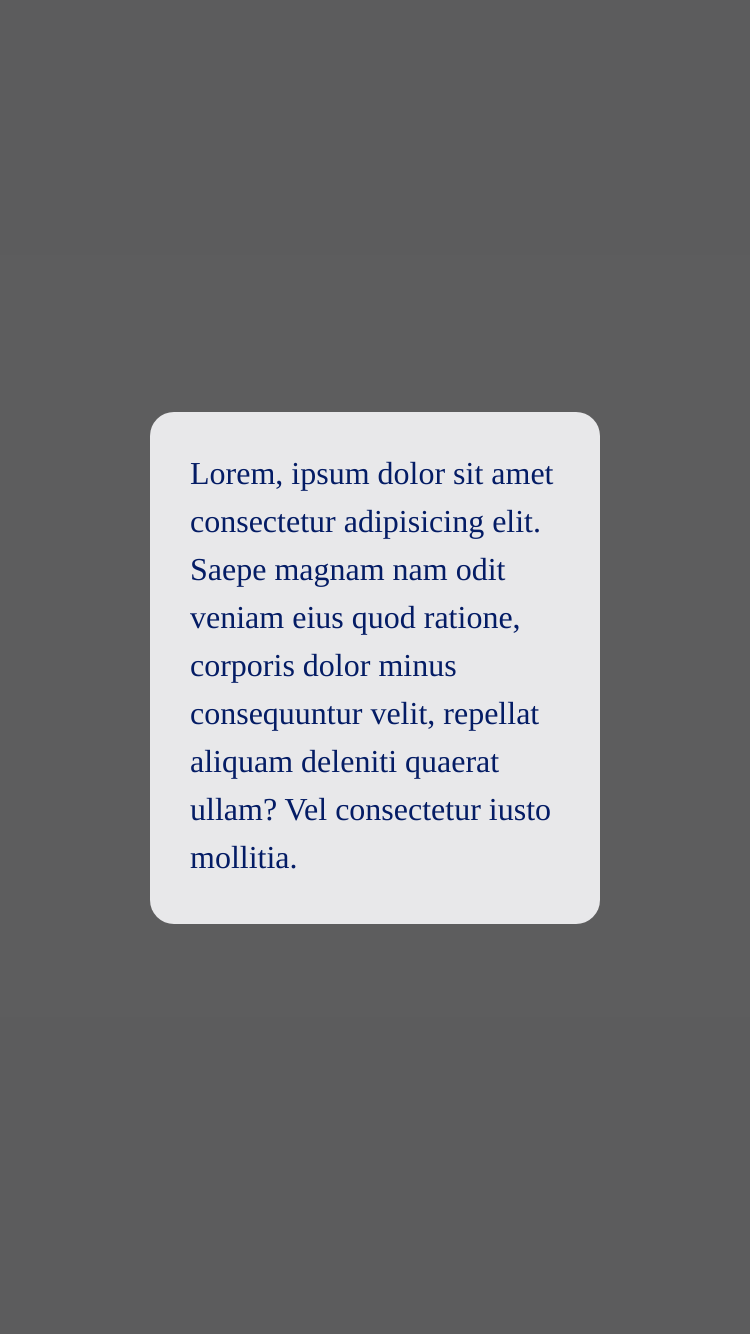 Lorem, ipsum dolor sit amet
consectetur adipisicing elit.
Saepe magnam nam odit
veniam eius quod ratione,
corporis dolor minus
consequuntur velit, repellat
aliquam deleniti quaerat
ullam? Vel consectetur iusto
mollitia.